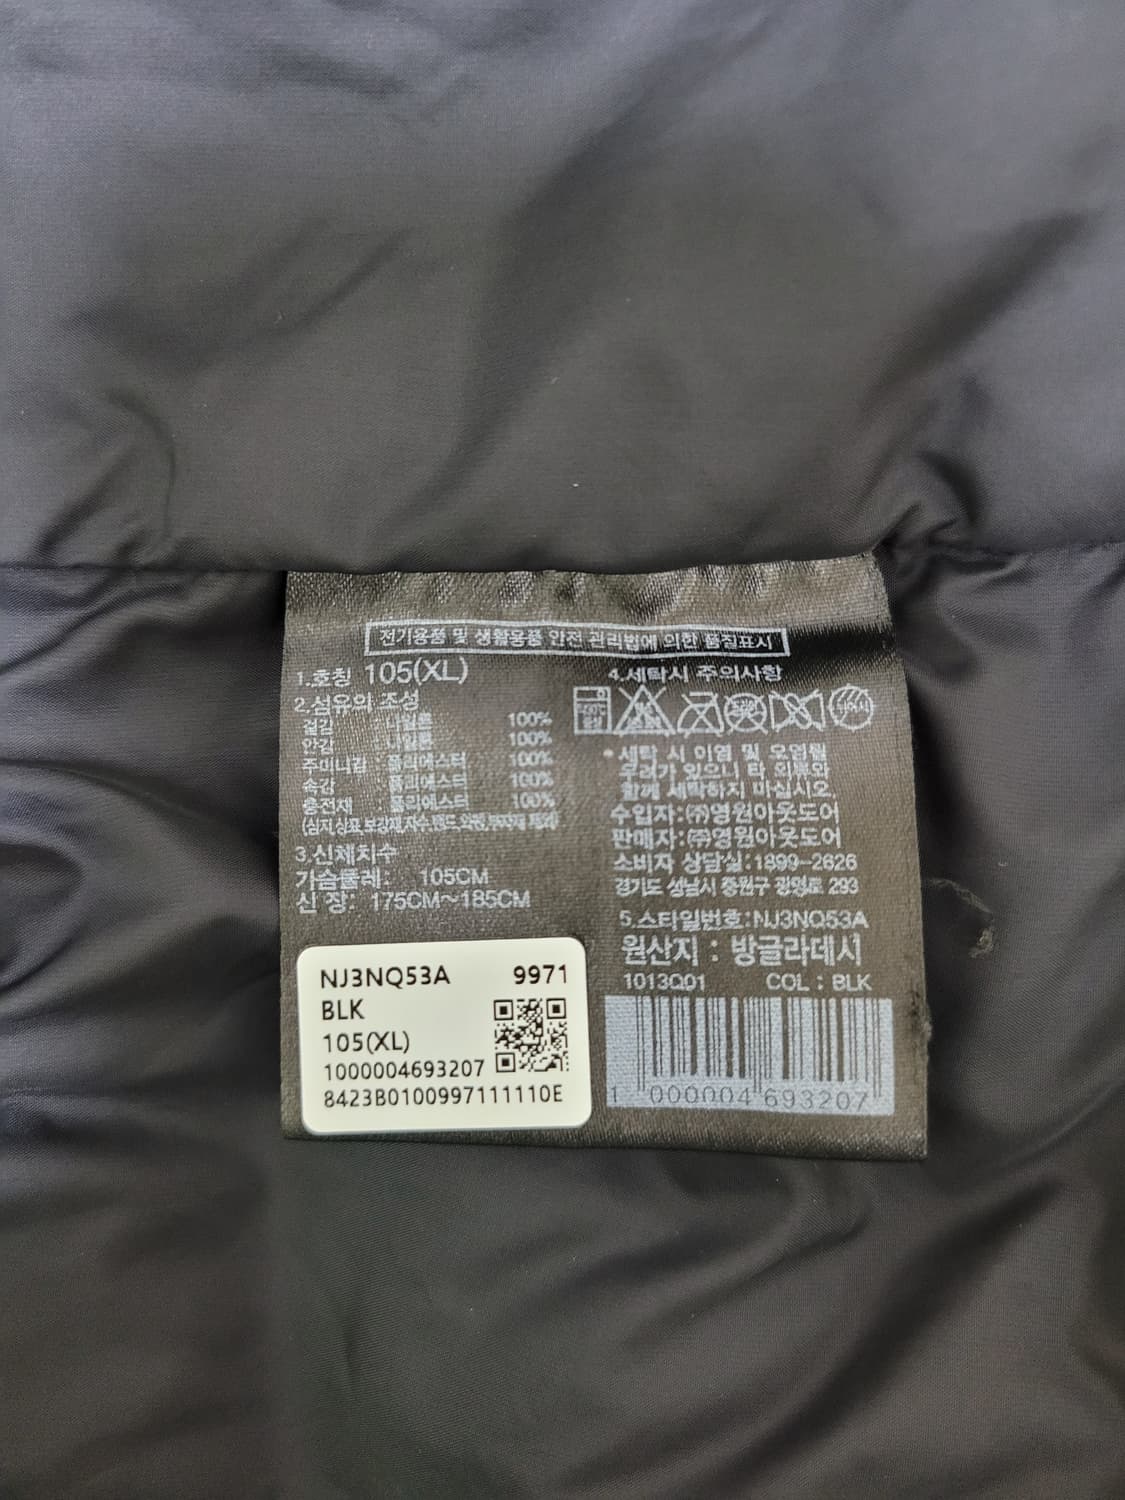 전기용품 및 생활용품 안전 관리법에 의한 품질표시
1.호칭 105(XL)
2.섬유의 조성
겉감 : 나일론 100%
안감 : 나일론 100%
주머니감 : 폴리에스터 100%
속감 : 폴리에스터 100%
충전재 : 폴리에스터 100%
3.신체치수
가슴둘레: 105CM
신 장: 175CM~185CM
4.세탁시 주의사항
* 세탁 시 이염 및 오염될
우려가 있으니 타 의류와
함께 세탁하지 마십시오.
수입자:(주)영원아웃도어
판매자:(주)영원아웃도어
소비자 상담실:1899-2626
경기도 성남시 중원구 광명로 293
5.스타일번호:NJ3NQ53A
원산지 : 방글라데시
1013Q01 COL : BLK
1 000004 693207
NJ3NQ53A 9971
BLK
105(XL)
1000004693207
8423B0100997111110E